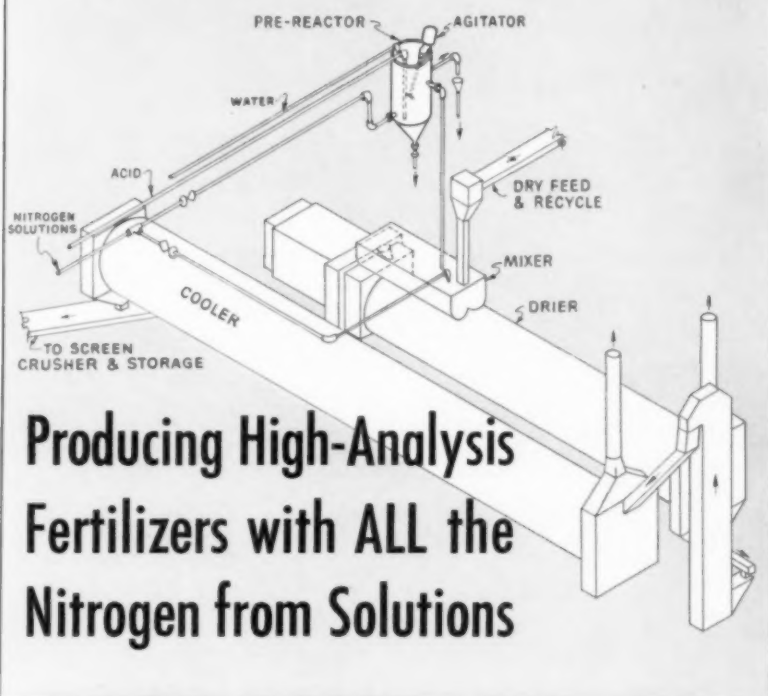 PRE-REACTOR
AGITATOR
WATER
ACID
NITROGEN
SOLUTIONS
DRY FEED
& RECYCLE
MIXER
COOLER
DRIER
TO SCREEN
CRUSHER & STORAGE
Producing High-Analysis
Fertilizers with ALL the
Nitrogen from Solutions